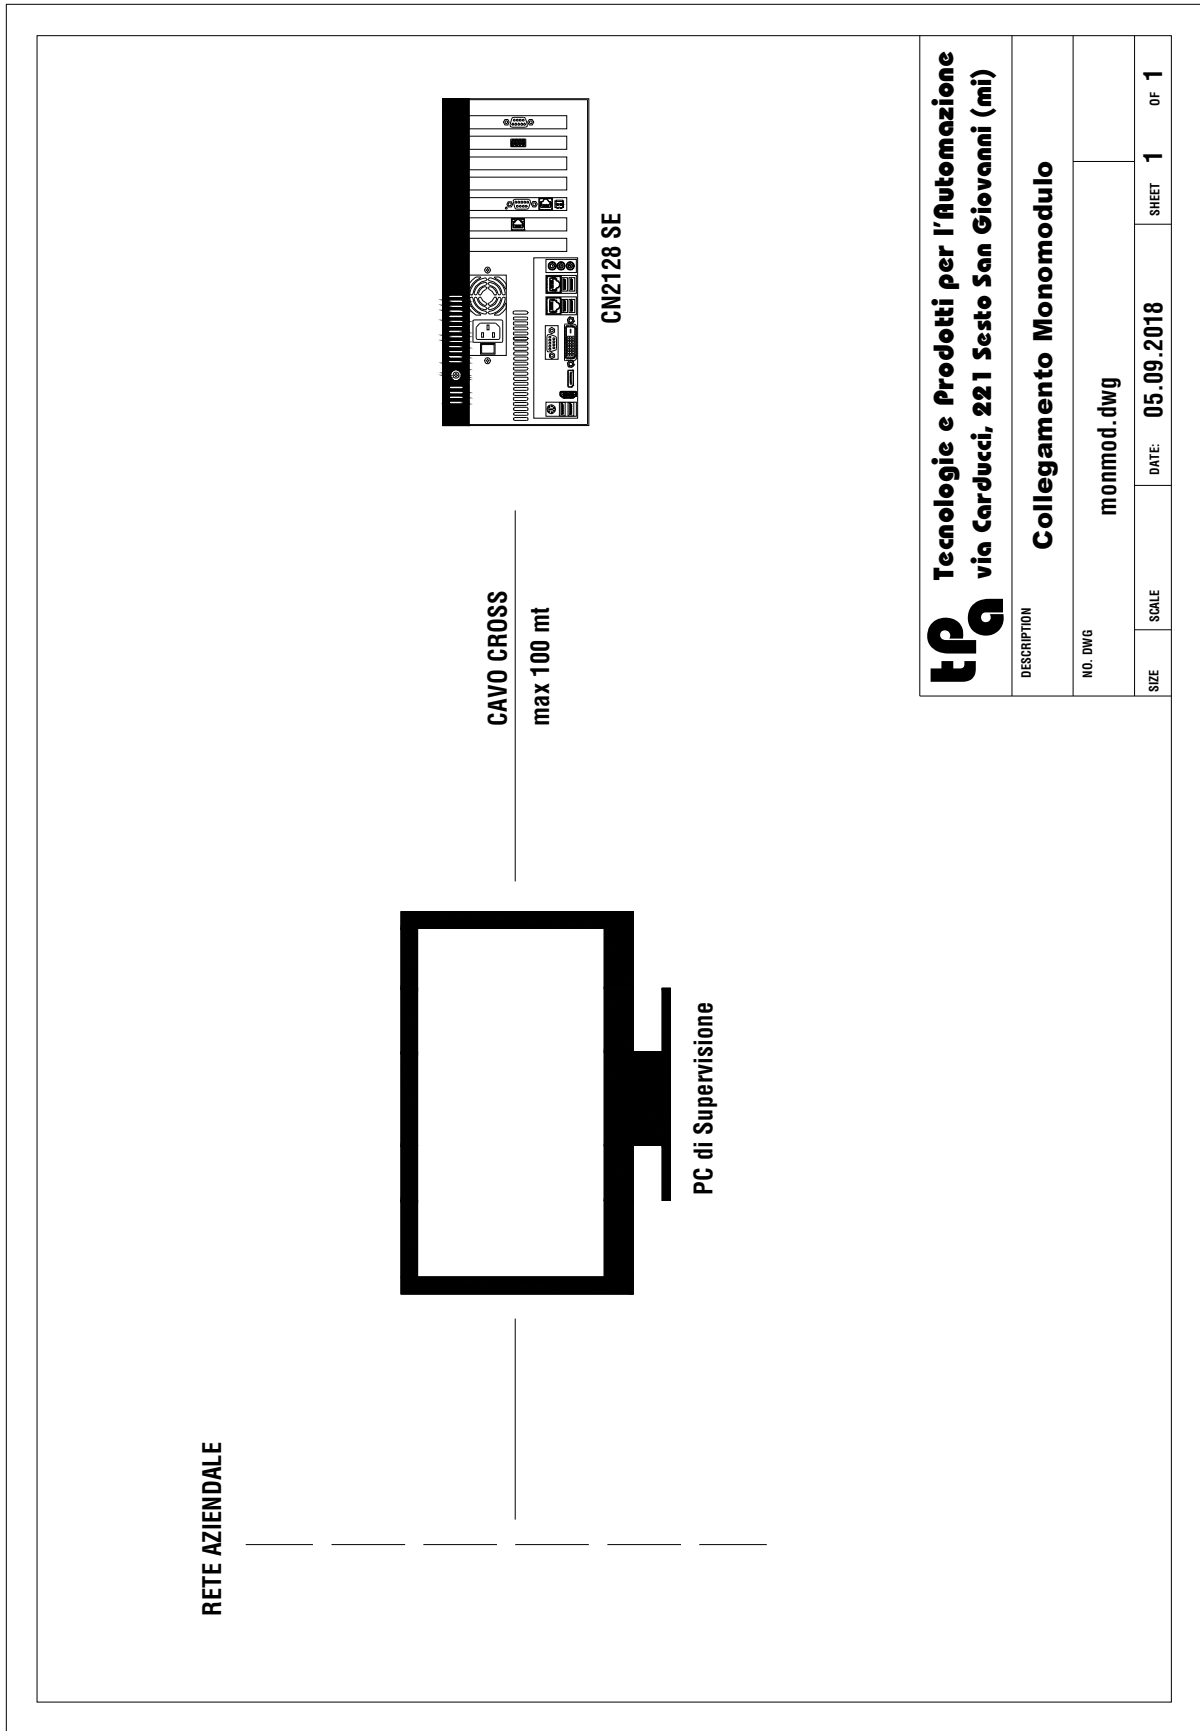 RETE AZIENDALE
PC di Supervisione
CAVO CROSS
max 100 mt
CN2128 SE
tpa
Tecnologie e Prodotti per l'Automazione
via Carducci, 221 Sesto San Giovanni (mi)
DESCRIPTION
Collegamento Monomodulo
NO. DWG
monmod.dwg
SIZE
SCALE
DATE: 05.09.2018
SHEET 1 OF 1